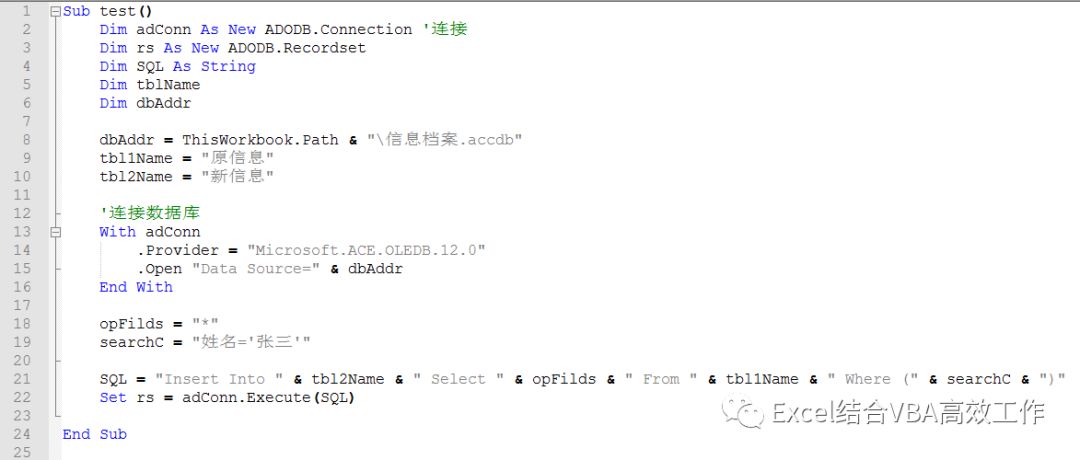 1 Sub test()
2 Dim adConn As New ADODB.Connection '连接
3 Dim rs As New ADODB.Recordset
4 Dim SQL As String
5 Dim tblName
6 Dim dbAddr
7
8 dbAddr = ThisWorkbook.Path & "\信息档案.accdb"
9 tbl1Name = "原信息"
10 tbl2Name = "新信息"
11
12 '连接数据库
13 With adConn
14 .Provider = "Microsoft.ACE.OLEDB.12.0"
15 .Open "Data Source=" & dbAddr
16 End With
17
18 opFilds = "*"
19 searchC = "姓名='张三'"
20
21 SQL = "Insert Into " & tbl2Name & " Select " & opFilds & " From " & tbl1Name & " Where (" & searchC & ")"
22 Set rs = adConn.Execute(SQL)
23
24 End Sub
25
Excel结合VBA高效工作